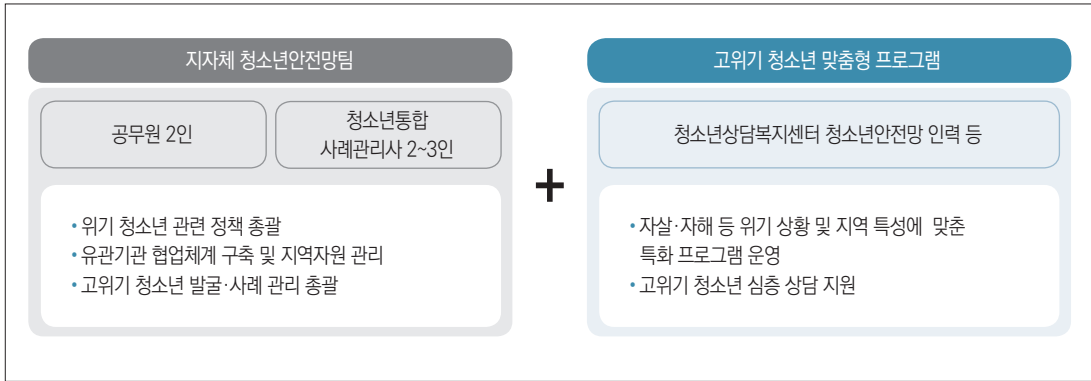 지자체 청소년안전망팀
공무원 2인
청소년통합
사례관리사 2~3인
• 위기 청소년 관련 정책 총괄
• 유관기관 협업체계 구축 및 지역자원 관리
• 고위기 청소년 발굴·사례 관리 총괄
+
고위기 청소년 맞춤형 프로그램
청소년상담복지센터 청소년안전망 인력 등
• 자살·자해 등 위기 상황 및 지역 특성에 맞춘
특화 프로그램 운영
• 고위기 청소년 심층 상담 지원